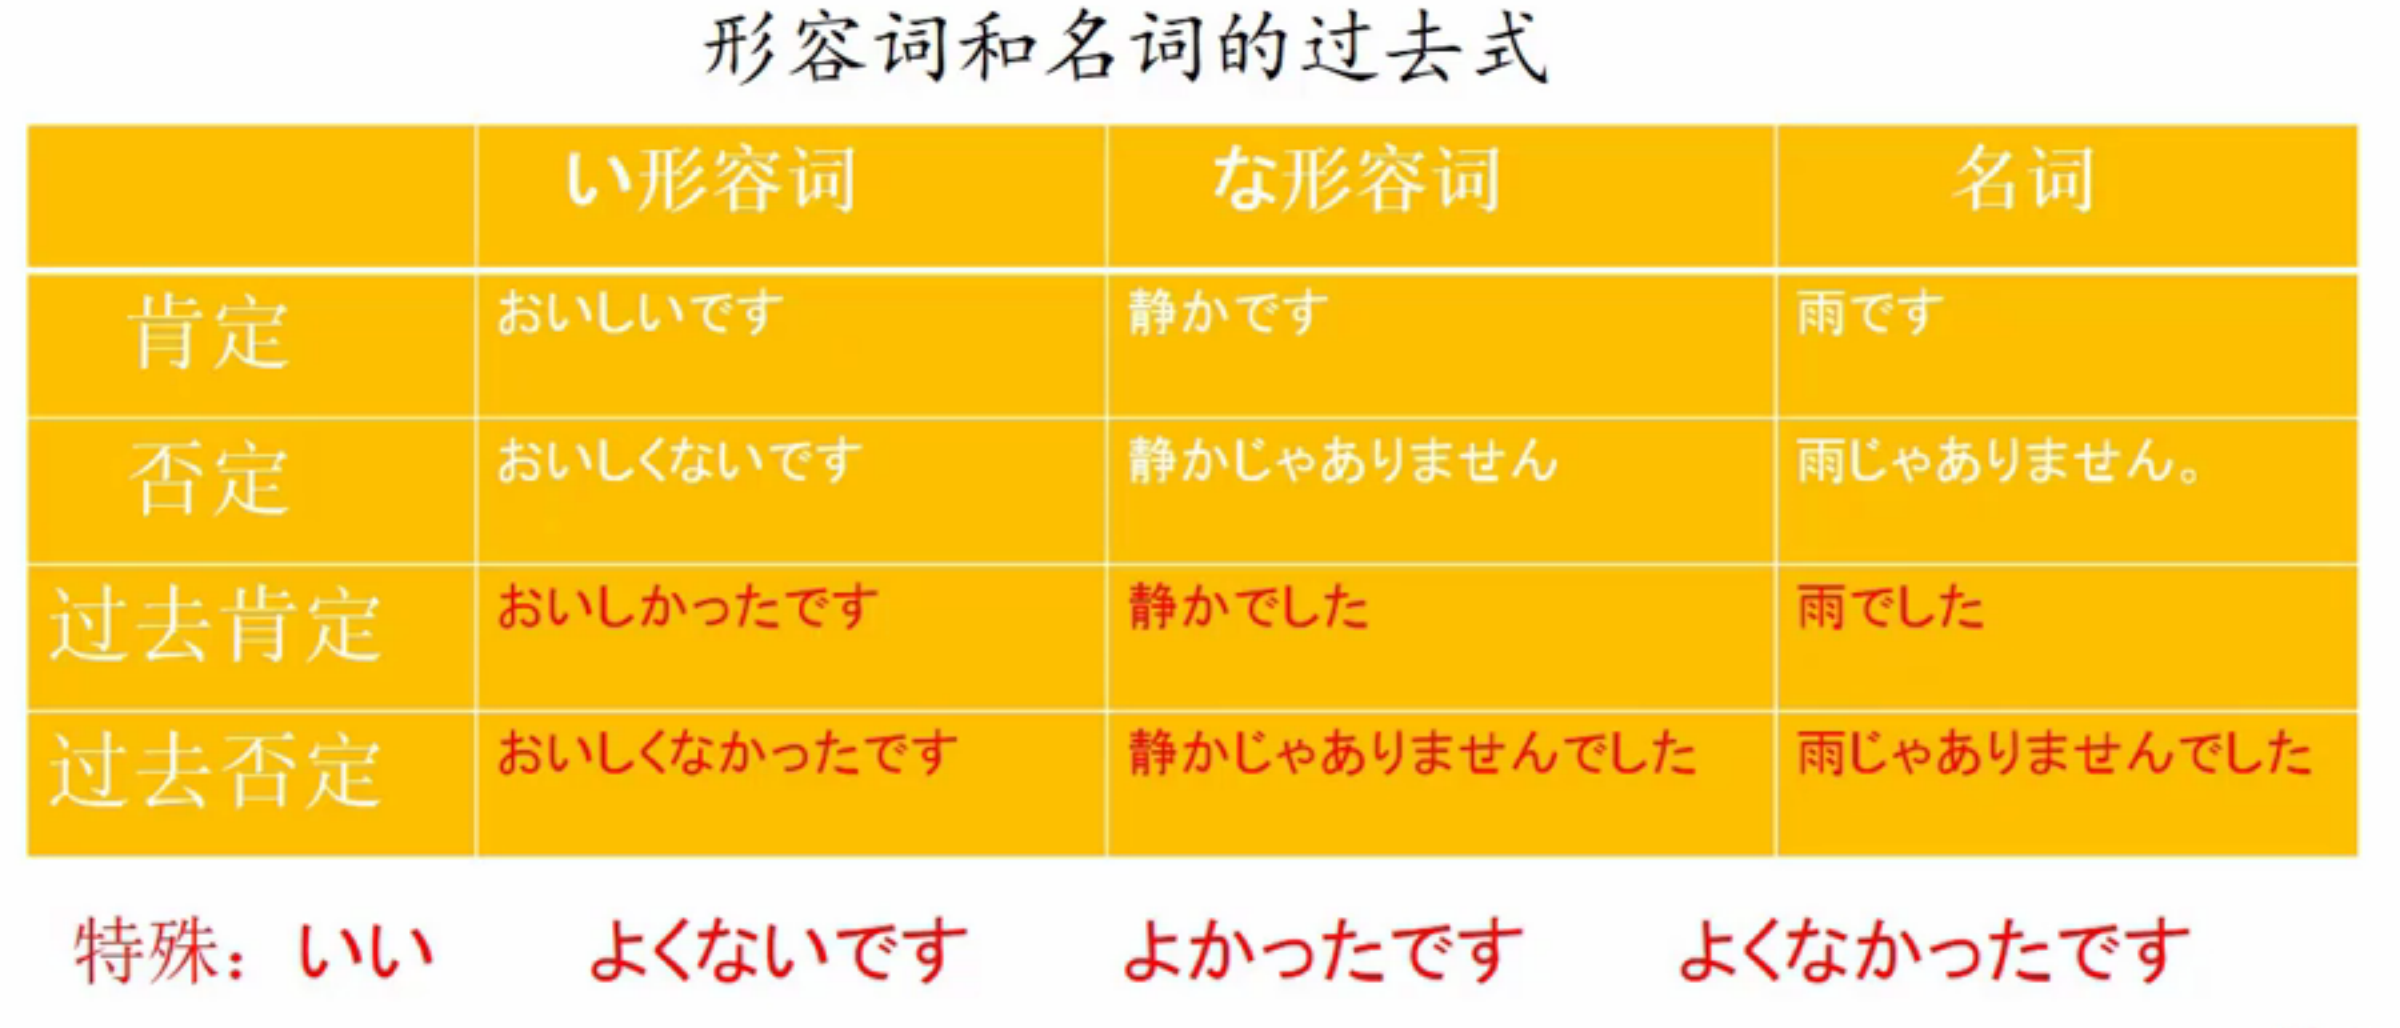 形容词和名词的过去式
い形容词 な形容词 名词
肯定 おいしいです 静かです 雨です
否定 おいしくないです 静かじゃありません 雨じゃありません。
过去肯定 おいしかったです 静かでした 雨でした
过去否定 おいしくなかったです 静かじゃありませんでした 雨じゃありませんでした
特殊：いい よくないです よかったです よくなかったです